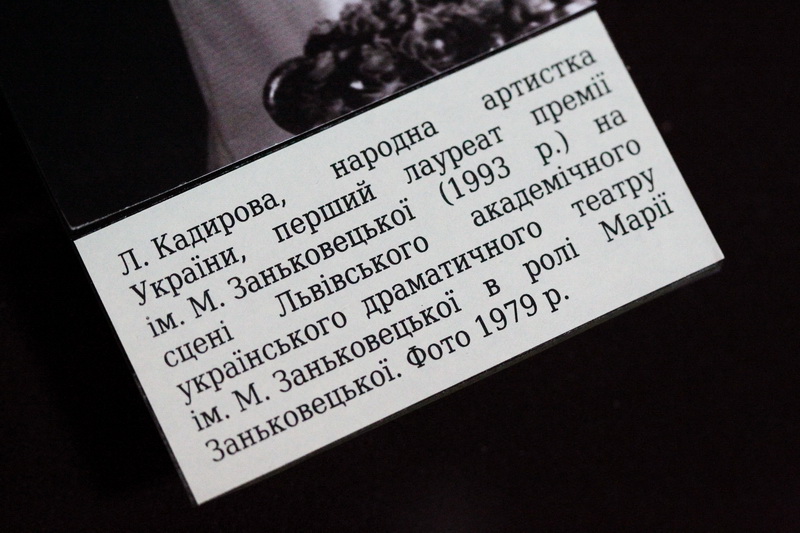 Л. Кадирова, народна артистка
України, перший лауреат премії
ім. М. Заньковецької (1993 р.) на
сцені Львівського академічного
українського драматичного театру
ім. М. Заньковецької в ролі Марії
Заньковецької. Фото 1979 р.